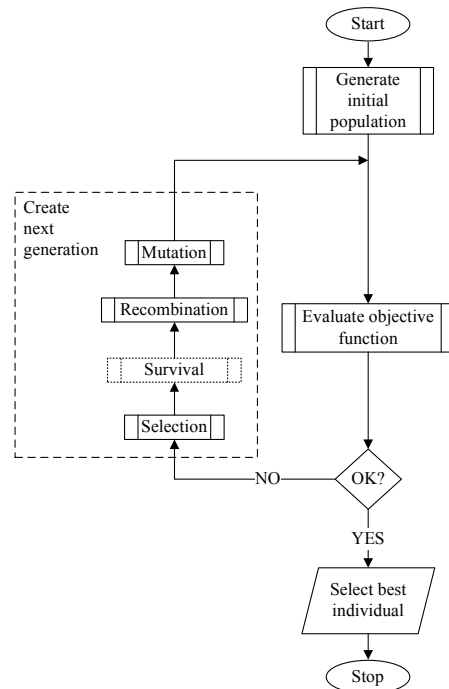 Start
Generate
initial
population
Create
next
generation
Mutation
Recombination
Survival
Selection
Evaluate objective
function
OK?
NO
YES
Select best
individual
Stop